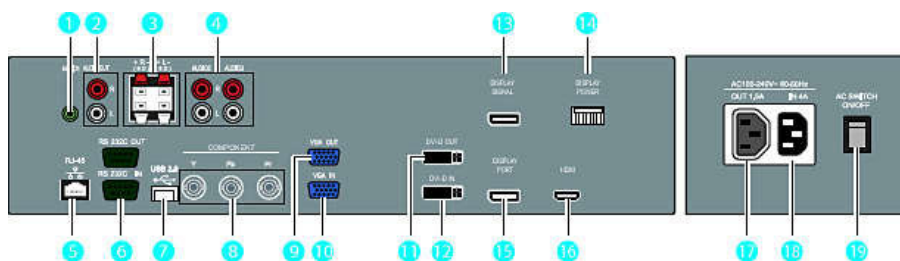 1 2 3 4 13 14
AUDIO OUT
+ R - + L -
AUDIO2 AUDIO1
R
L
R
L
DISPLAY
SIGNAL
DISPLAY
POWER
AC100-240V~ 50-60Hz
OUT 1,5A IN 4A
AC SWITCH
ON/OFF
RS 232C OUT
COMPONENT
VGA OUT
DVI-D OUT
RJ-45
RS 232C IN
USB 2.0
Y Pb Pr
VGA IN
DVI-D IN
DISPLAY
PORT
HDMI
9 10 11
5 6 7 8 12 15 16 17 18 19